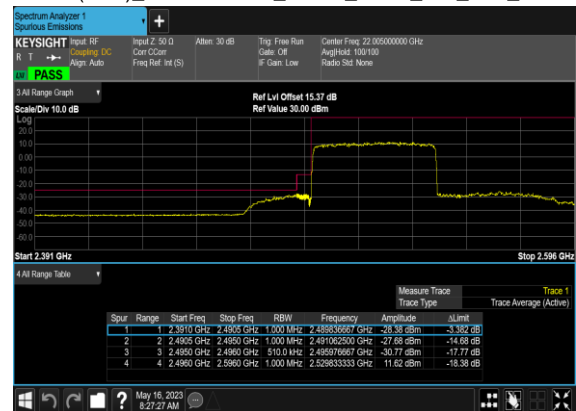 Spectrum Analyzer 1
Spurious Emissions
+
KEYSIGHT Input: RF Input Z: 50 Ω Atten: 30 dB Trig: Free Run Center Freq: 22.005000000 GHz
R T Coupling: DC Corr CCorr Gate: Off Avg|Hold: 100/100
Align: Auto Freq Ref: Int (S) IF Gain: Low Radio Std: None
PASS
3 All Range Graph
Ref Lvl Offset 15.37 dB
Scale/Div 10.0 dB Ref Value 30.00 dBm
Log
20.0
10.0
0.00
-10.0
-20.0
-30.0
-40.0
-50.0
-60.0
Start 2.391 GHz Stop 2.596 GHz
4 All Range Table
Measure Trace Trace 1
Trace Type Trace Average (Active)
Spur Range Start Freq Stop Freq RBW Frequency Amplitude ΔLimit
1 1 2.3910 GHz 2.4905 GHz 1.000 MHz 2.489836667 GHz -28.38 dBm -3.382 dB
2 2 2.4905 GHz 2.4950 GHz 1.000 MHz 2.491062500 GHz -27.68 dBm -14.68 dB
3 3 2.4950 GHz 2.4960 GHz 510.0 kHz 2.495976667 GHz -30.77 dBm -17.77 dB
4 4 2.4960 GHz 2.5960 GHz 1.000 MHz 2.529833333 GHz 11.62 dBm -18.38 dB
? May 16, 2023
8:27:27 AM